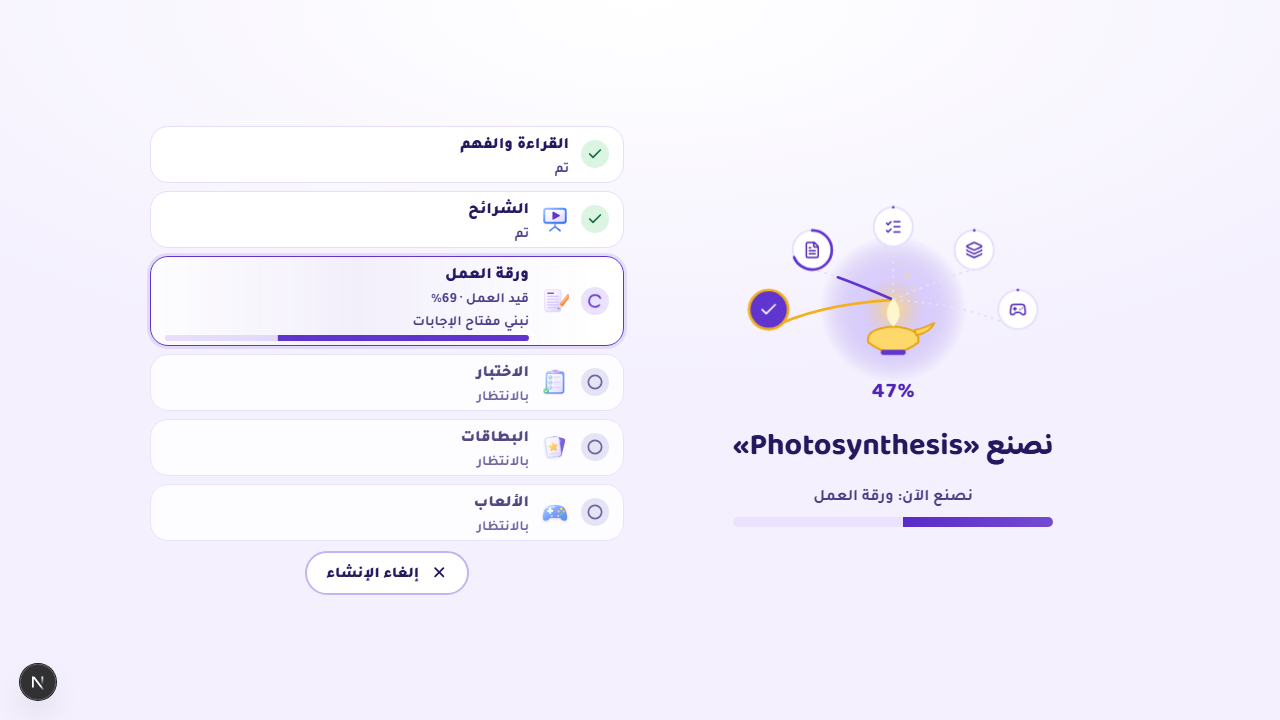 47%
نصنع «Photosynthesis»
نصنع الآن: ورقة العمل
القراءة والفهم
تم
الشرائح
تم
ورقة العمل
قيد العمل · 69%
نبني مفتاح الإجابات
الاختبار
بالانتظار
البطاقات
بالانتظار
الألعاب
بالانتظار
إلغاء الإنشاء
N